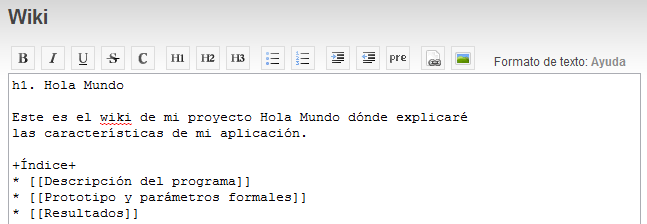 Wiki
B I U S C H1 H2 H3 pre Formato de texto: Ayuda
h1. Hola Mundo
Este es el wiki de mi proyecto Hola Mundo dónde explicaré
las características de mi aplicación.
+Índice+
* [[Descripción del programa]]
* [[Prototipo y parámetros formales]]
* [[Resultados]]